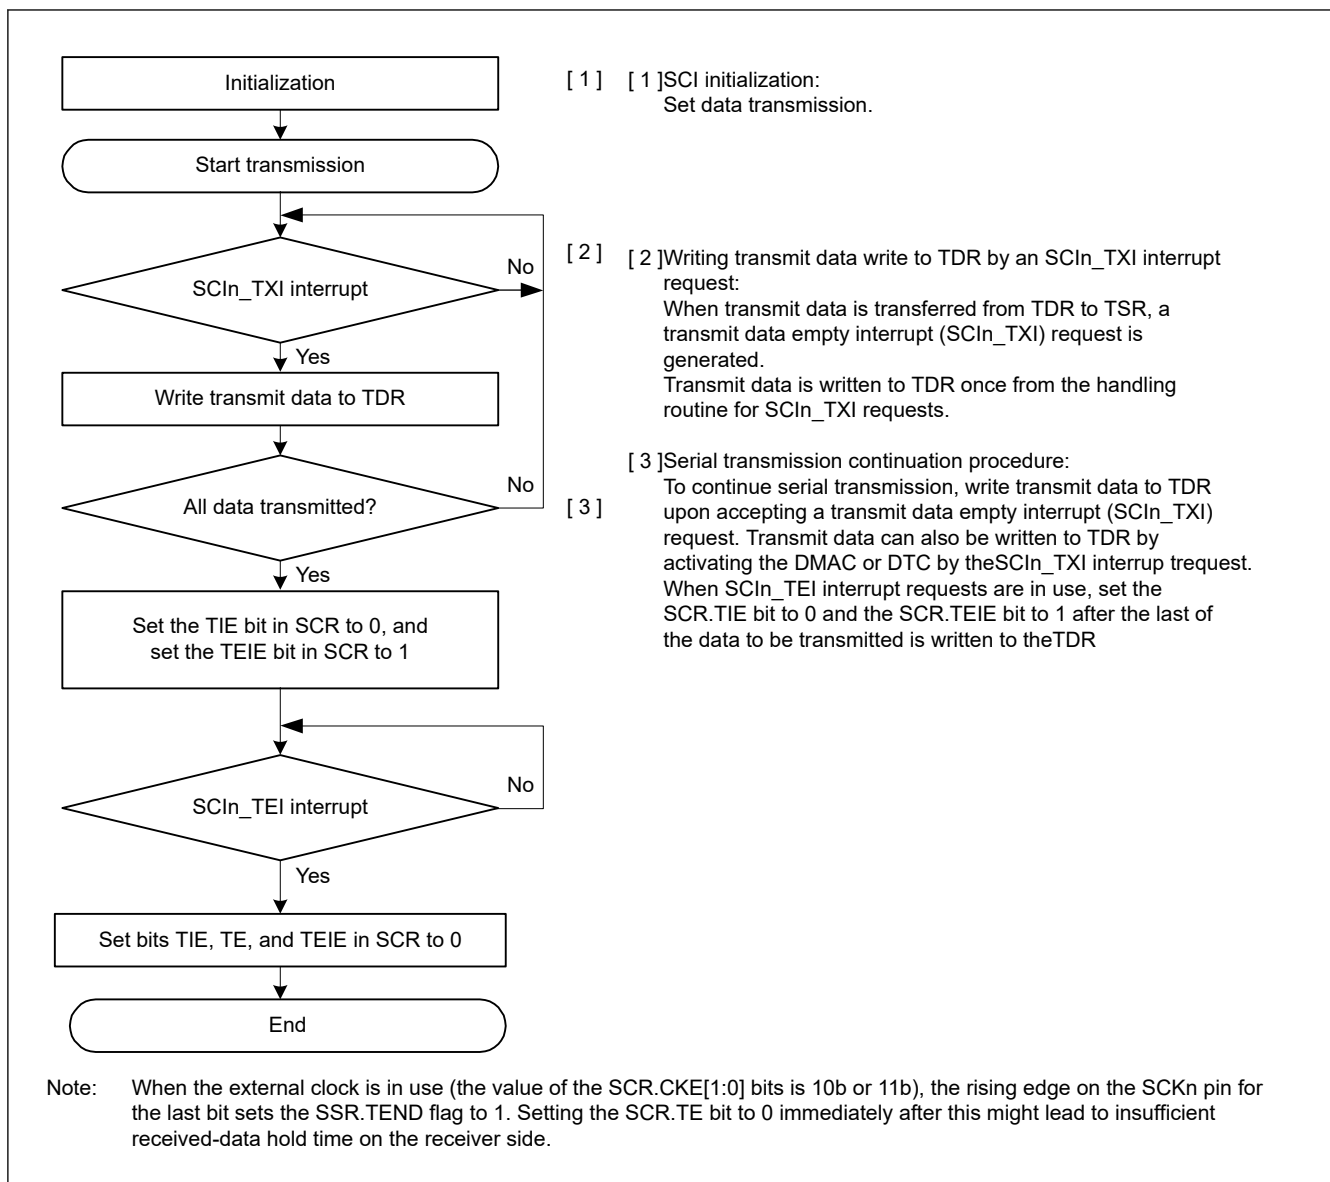 Initialization
[ 1 ]
[ 1 ]SCI initialization:
Set data transmission.
Start transmission
SCIn_TXI interrupt
No
Yes
[ 2 ]
[ 2 ]Writing transmit data write to TDR by an SCIn_TXI interrupt
request:
When transmit data is transferred from TDR to TSR, a
transmit data empty interrupt (SCIn_TXI) request is
generated.
Transmit data is written to TDR once from the handling
routine for SCIn_TXI requests.
Write transmit data to TDR
All data transmitted?
No
Yes
[ 3 ]
[ 3 ]Serial transmission continuation procedure:
To continue serial transmission, write transmit data to TDR
upon accepting a transmit data empty interrupt (SCIn_TXI)
request. Transmit data can also be written to TDR by
activating the DMAC or DTC by theSCIn_TXI interrup trequest.
When SCIn_TEI interrupt requests are in use, set the
SCR.TIE bit to 0 and the SCR.TEIE bit to 1 after the last of
the data to be transmitted is written to theTDR
Set the TIE bit in SCR to 0, and
set the TEIE bit in SCR to 1
SCIn_TEI interrupt
No
Yes
Set bits TIE, TE, and TEIE in SCR to 0
End
Note: When the external clock is in use (the value of the SCR.CKE[1:0] bits is 10b or 11b), the rising edge on the SCKn pin for
the last bit sets the SSR.TEND flag to 1. Setting the SCR.TE bit to 0 immediately after this might lead to insufficient
received-data hold time on the receiver side.